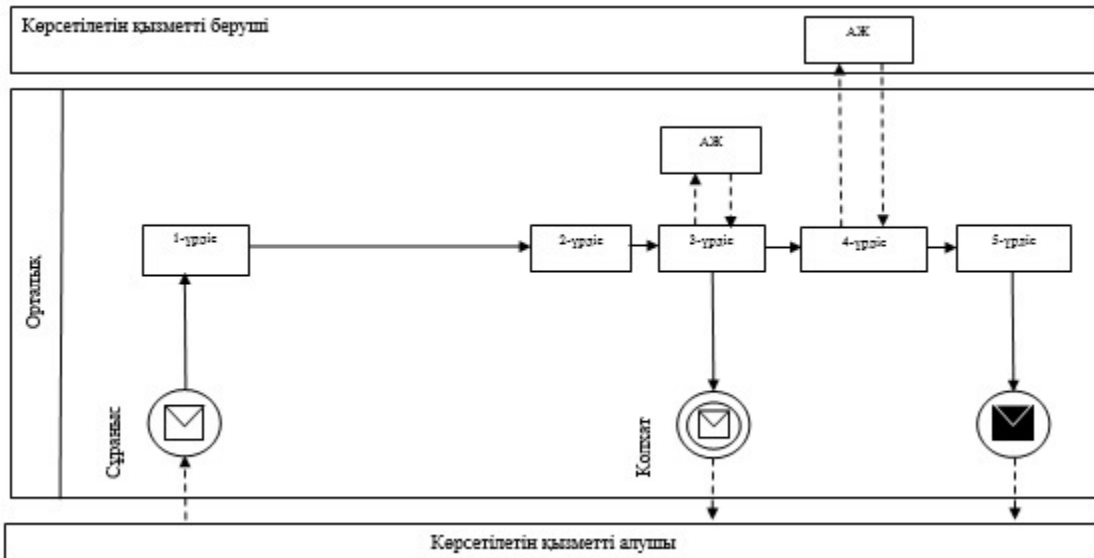 Көрсетілетін қызметті беруші
АЖ
АЖ
1-үрдіс
2-үрдіс
3-үрдіс
4-үрдіс
5-үрдіс
Орталық
Сұраныс
Колхат
Көрсетілетін қызметті алушы